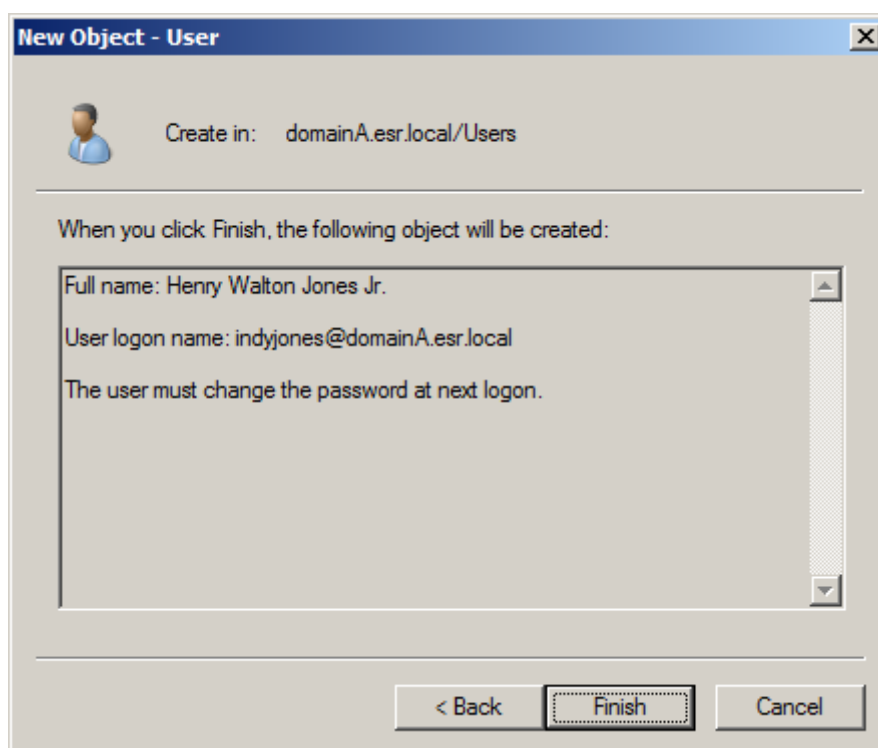 New Object - User
Create in: domainA.esr.local/Users
When you click Finish, the following object will be created:
Full name: Henry Walton Jones Jr.
User logon name: indyjones@domainA.esr.local
The user must change the password at next logon.
< Back Finish Cancel